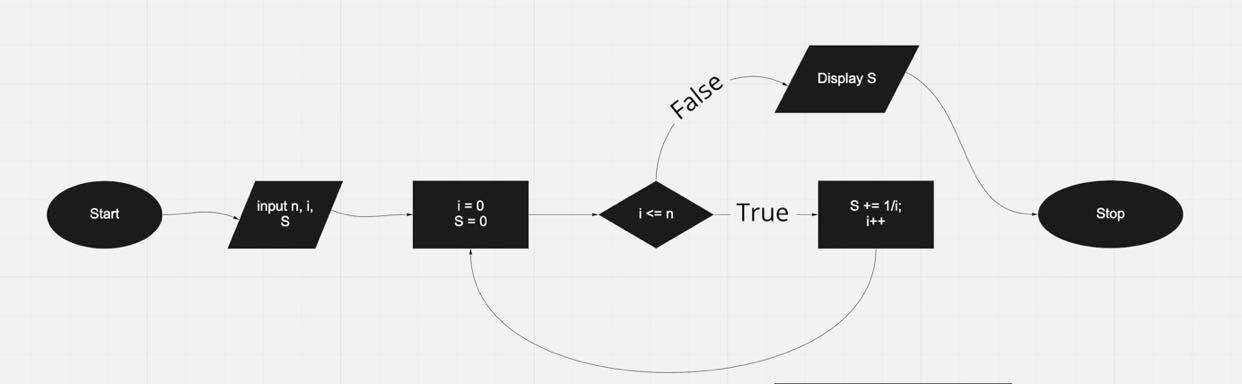 Display S
False
Start
input n, i,
S
i = 0
S = 0
i <= n
True
S += 1/i;
i++
Stop